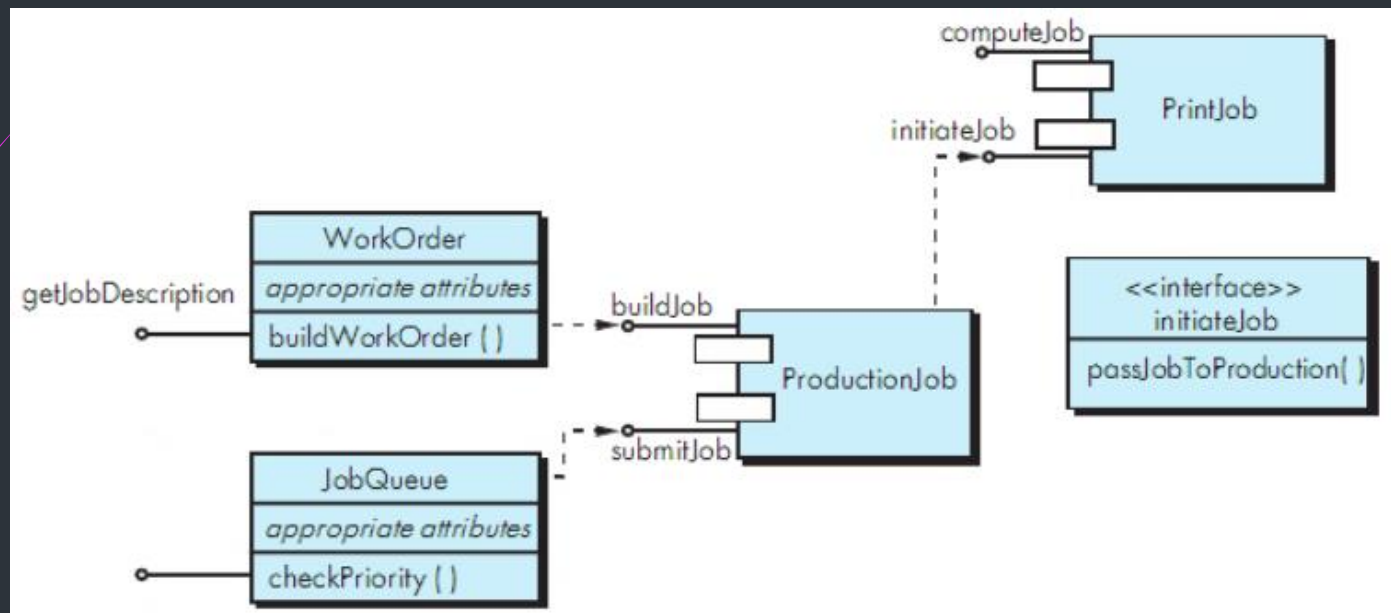 computeJob
PrintJob
initiateJob
WorkOrder
appropriate attributes
buildWorkOrder ( )
getJobDescription
buildJob
ProductionJob
submitJob
<<interface>>
initiateJob
passJobToProduction( )
JobQueue
appropriate attributes
checkPriority ( )